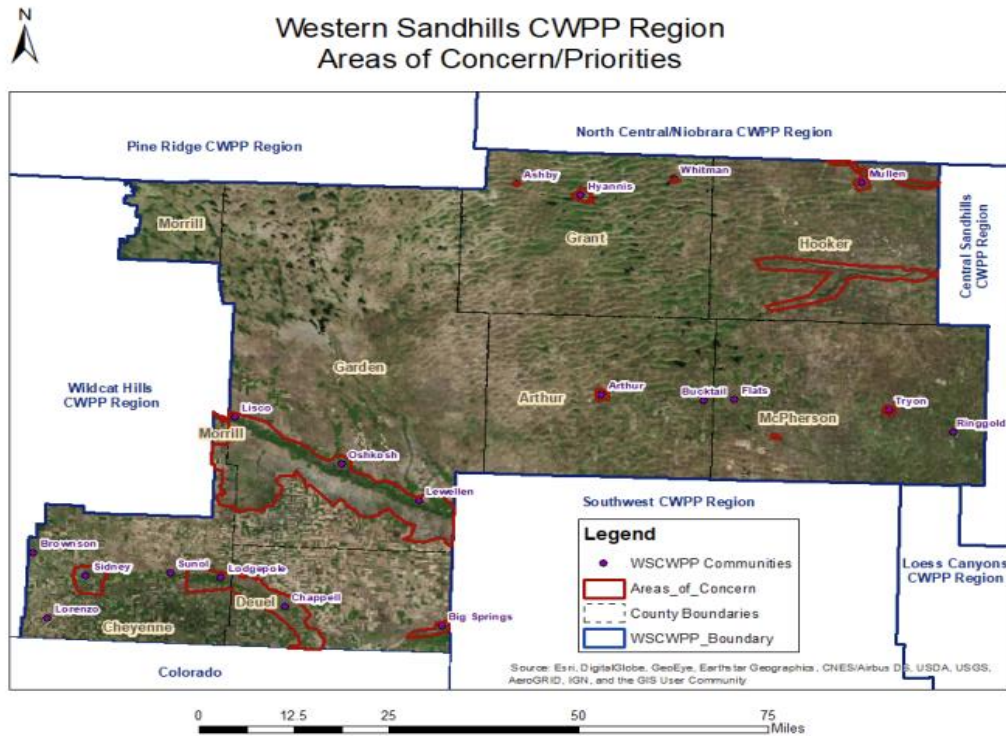 N
Western Sandhills CWPP Region
Areas of Concern/Priorities
Pine Ridge CWPP Region
North Central/Niobrara CWPP Region
Ashby
Whitman
Mullen
Hyannis
Morrill
Grant
Hooker
Central Sandhills
CWPP Region
Garden
Wildcat Hills
CWPP Region
Arthur
Arthur
Bucktail
Flats
McPherson
Tryon
Ringgold
Lisco
Morrill
Oshkosh
Lewellen
Southwest CWPP Region
Loess Canyons
CWPP Region
Brownson
Sidney
Sunol
Lodgepole
Chappell
Deuel
Lorenzo
Cheyenne
Big Springs
Colorado
Legend
WSCWPP Communities
Areas_of_Concern
County Boundaries
WSCWPP_Boundary
Source: Esri, DigitalGlobe, GeoEye, Earthstar Geographics, CNES/Airbus DS, USDA, USGS,
AeroGRID, IGN, and the GIS User Community
0 12.5 25 50 75
Miles